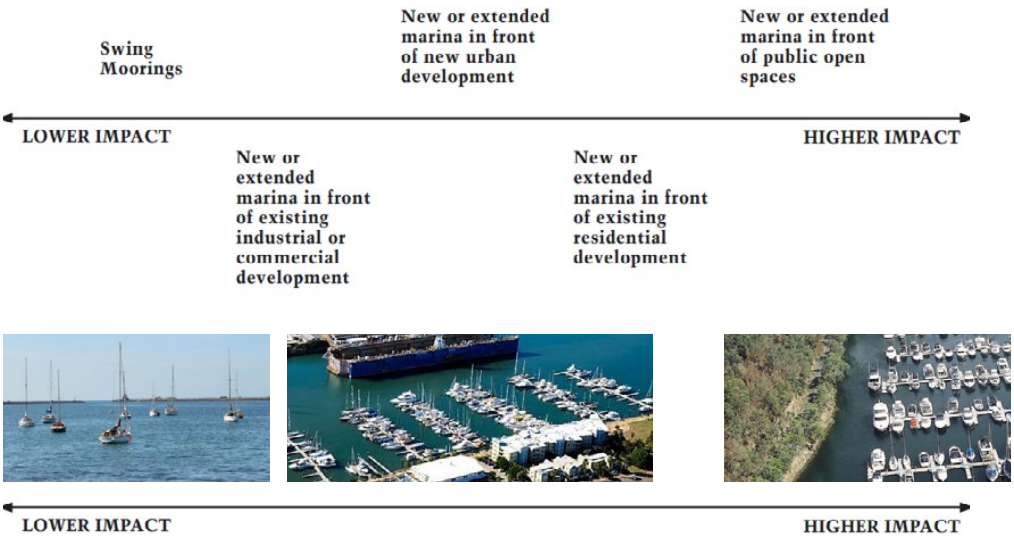 Swing
Moorings
New or extended
marina in front
of new urban
development
New or extended
marina in front
of public open
spaces
LOWER IMPACT
HIGHER IMPACT
New or
extended
marina in front
of existing
industrial or
commercial
development
New or
extended
marina in front
of existing
residential
development
LOWER IMPACT
HIGHER IMPACT